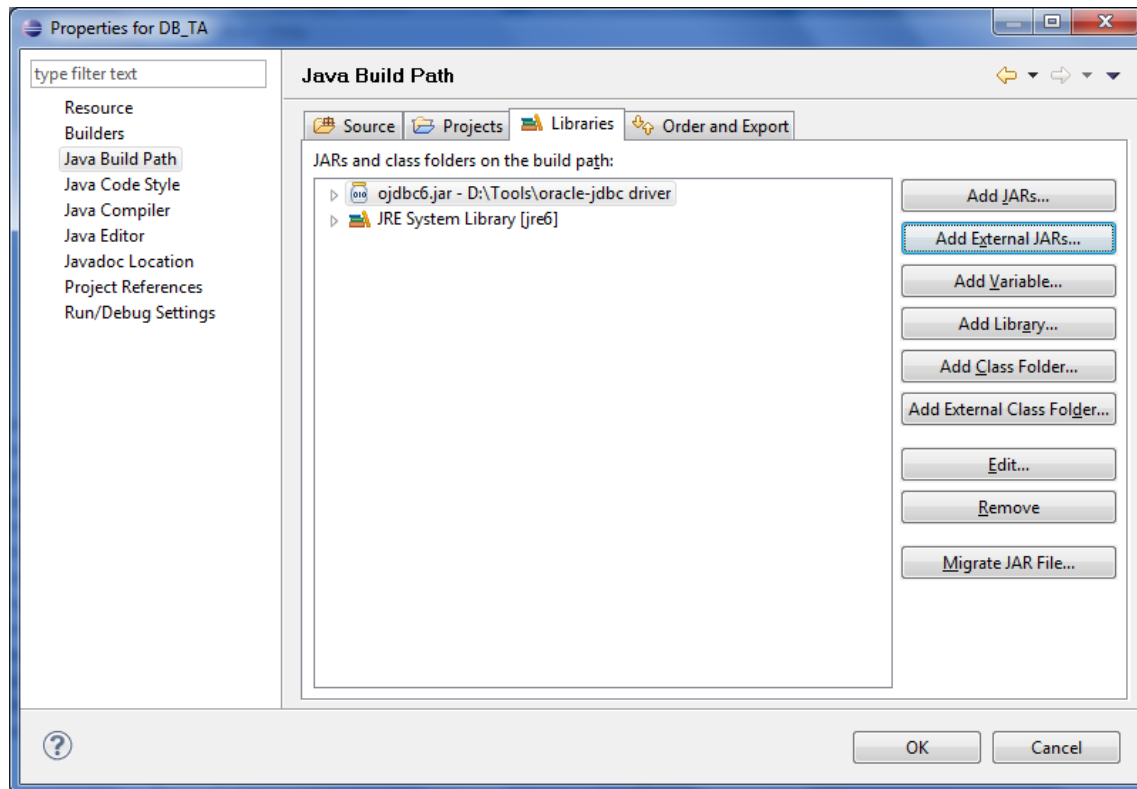 Properties for DB_TA
type filter text
Resource
Builders
Java Build Path
Java Code Style
Java Compiler
Java Editor
Javadoc Location
Project References
Run/Debug Settings
Java Build Path
Source
Projects
Libraries
Order and Export
JARs and class folders on the build path:
ojdbc6.jar - D:\Tools\oracle-jdbc driver
JRE System Library [jre6]
Add JARs...
Add External JARs...
Add Variable...
Add Library...
Add Class Folder...
Add External Class Folder...
Edit...
Remove
Migrate JAR File...
OK
Cancel